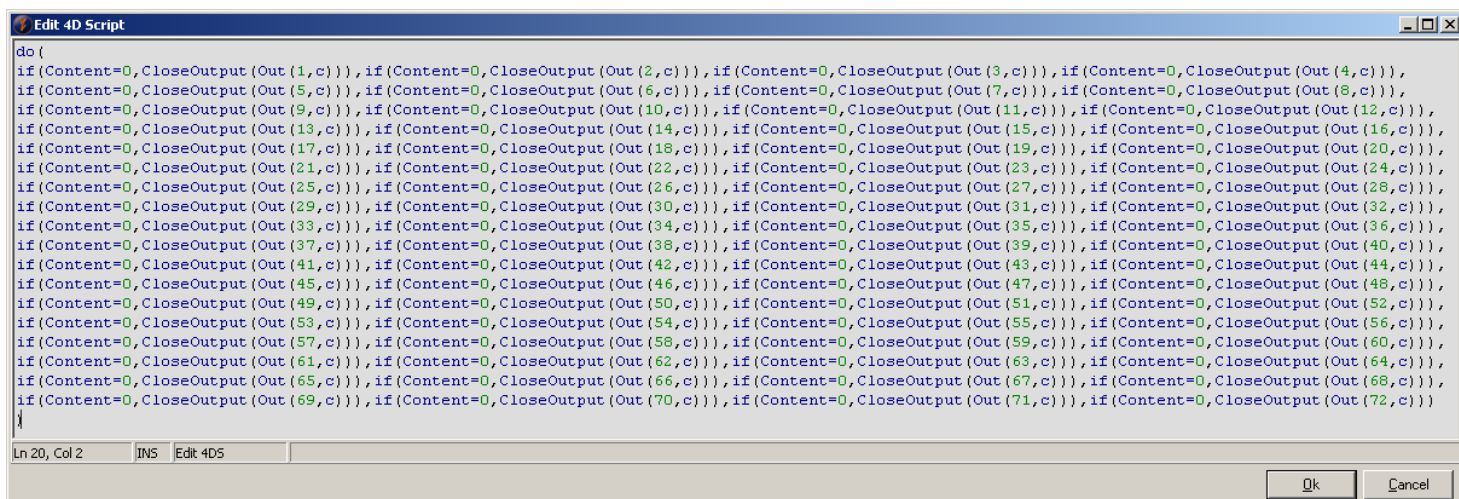 Edit 4D Script
do(
if(Content=0,CloseOutput(Out(1,c))),if(Content=0,CloseOutput(Out(2,c))),if(Content=0,CloseOutput(Out(3,c))),if(Content=0,CloseOutput(Out(4,c))),
if(Content=0,CloseOutput(Out(5,c))),if(Content=0,CloseOutput(Out(6,c))),if(Content=0,CloseOutput(Out(7,c))),if(Content=0,CloseOutput(Out(8,c))),
if(Content=0,CloseOutput(Out(9,c))),if(Content=0,CloseOutput(Out(10,c))),if(Content=0,CloseOutput(Out(11,c))),if(Content=0,CloseOutput(Out(12,c))),
if(Content=0,CloseOutput(Out(13,c))),if(Content=0,CloseOutput(Out(14,c))),if(Content=0,CloseOutput(Out(15,c))),if(Content=0,CloseOutput(Out(16,c))),
if(Content=0,CloseOutput(Out(17,c))),if(Content=0,CloseOutput(Out(18,c))),if(Content=0,CloseOutput(Out(19,c))),if(Content=0,CloseOutput(Out(20,c))),
if(Content=0,CloseOutput(Out(21,c))),if(Content=0,CloseOutput(Out(22,c))),if(Content=0,CloseOutput(Out(23,c))),if(Content=0,CloseOutput(Out(24,c))),
if(Content=0,CloseOutput(Out(25,c))),if(Content=0,CloseOutput(Out(26,c))),if(Content=0,CloseOutput(Out(27,c))),if(Content=0,CloseOutput(Out(28,c))),
if(Content=0,CloseOutput(Out(29,c))),if(Content=0,CloseOutput(Out(30,c))),if(Content=0,CloseOutput(Out(31,c))),if(Content=0,CloseOutput(Out(32,c))),
if(Content=0,CloseOutput(Out(33,c))),if(Content=0,CloseOutput(Out(34,c))),if(Content=0,CloseOutput(Out(35,c))),if(Content=0,CloseOutput(Out(36,c))),
if(Content=0,CloseOutput(Out(37,c))),if(Content=0,CloseOutput(Out(38,c))),if(Content=0,CloseOutput(Out(39,c))),if(Content=0,CloseOutput(Out(40,c))),
if(Content=0,CloseOutput(Out(41,c))),if(Content=0,CloseOutput(Out(42,c))),if(Content=0,CloseOutput(Out(43,c))),if(Content=0,CloseOutput(Out(44,c))),
if(Content=0,CloseOutput(Out(45,c))),if(Content=0,CloseOutput(Out(46,c))),if(Content=0,CloseOutput(Out(47,c))),if(Content=0,CloseOutput(Out(48,c))),
if(Content=0,CloseOutput(Out(49,c))),if(Content=0,CloseOutput(Out(50,c))),if(Content=0,CloseOutput(Out(51,c))),if(Content=0,CloseOutput(Out(52,c))),
if(Content=0,CloseOutput(Out(53,c))),if(Content=0,CloseOutput(Out(54,c))),if(Content=0,CloseOutput(Out(55,c))),if(Content=0,CloseOutput(Out(56,c))),
if(Content=0,CloseOutput(Out(57,c))),if(Content=0,CloseOutput(Out(58,c))),if(Content=0,CloseOutput(Out(59,c))),if(Content=0,CloseOutput(Out(60,c))),
if(Content=0,CloseOutput(Out(61,c))),if(Content=0,CloseOutput(Out(62,c))),if(Content=0,CloseOutput(Out(63,c))),if(Content=0,CloseOutput(Out(64,c))),
if(Content=0,CloseOutput(Out(65,c))),if(Content=0,CloseOutput(Out(66,c))),if(Content=0,CloseOutput(Out(67,c))),if(Content=0,CloseOutput(Out(68,c))),
if(Content=0,CloseOutput(Out(69,c))),if(Content=0,CloseOutput(Out(70,c))),if(Content=0,CloseOutput(Out(71,c))),if(Content=0,CloseOutput(Out(72,c)))
)
Ln 20, Col 2 INS Edit 4DS
Ok Cancel